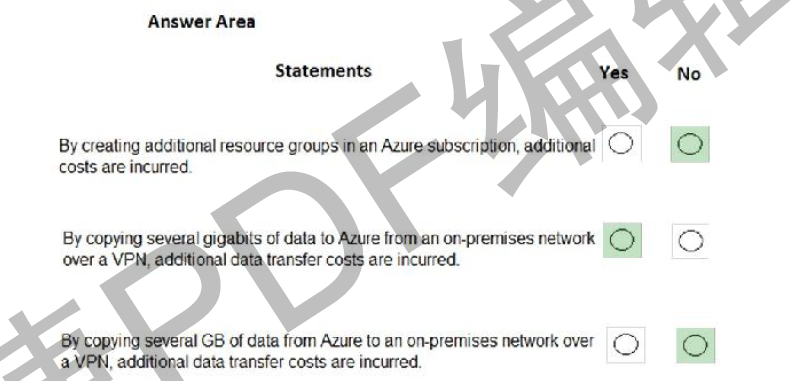 Answer Area
Statements Yes No
By creating additional resource groups in an Azure subscription, additional
costs are incurred.
By copying several gigabits of data to Azure from an on-premises network
over a VPN, additional data transfer costs are incurred.
By copying several GB of data from Azure to an on-premises network over
a VPN, additional data transfer costs are incurred.
PDF编辑